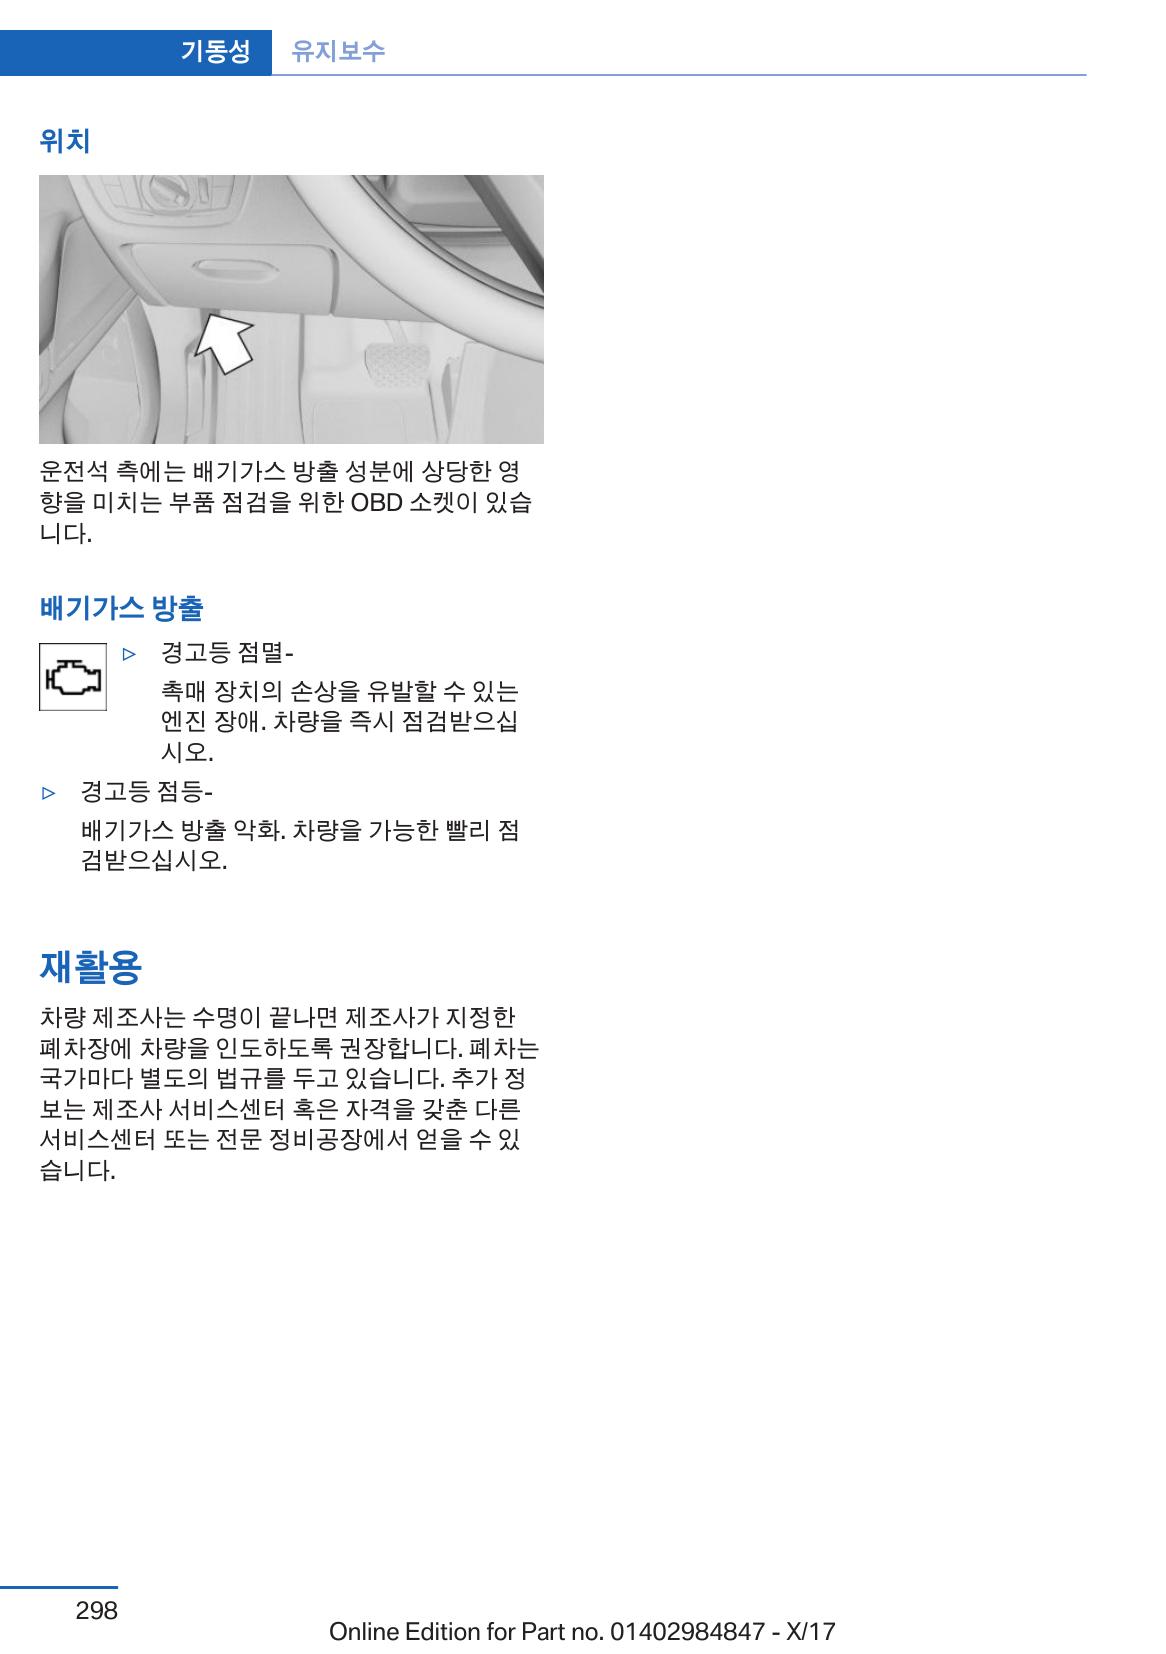 기동성 유지보수
위치
운전석 측에는 배기가스 방출 성분에 상당한 영
향을 미치는 부품 점검을 위한 OBD 소켓이 있습
니다.
배기가스 방출
▷ 경고등 점멸-
촉매 장치의 손상을 유발할 수 있는
엔진 장애. 차량을 즉시 점검받으십
시오.
▷ 경고등 점등-
배기가스 방출 악화. 차량을 가능한 빨리 점
검받으십시오.
재활용
차량 제조사는 수명이 끝나면 제조사가 지정한
폐차장에 차량을 인도하도록 권장합니다. 폐차는
국가마다 별도의 법규를 두고 있습니다. 추가 정
보는 제조사 서비스센터 혹은 자격을 갖춘 다른
서비스센터 또는 전문 정비공장에서 얻을 수 있
습니다.
298
Online Edition for Part no. 01402984847 - X/17